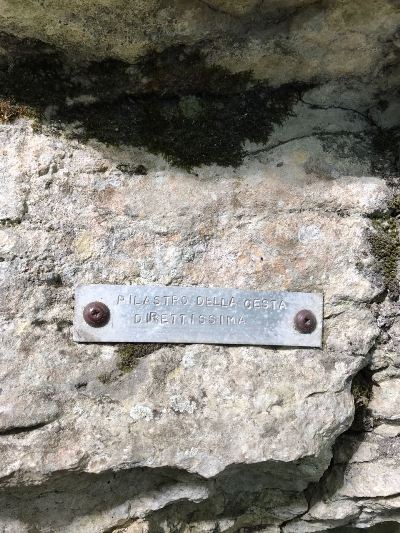 PILASTRO DELLA CESTA
DIRETTISSIMA